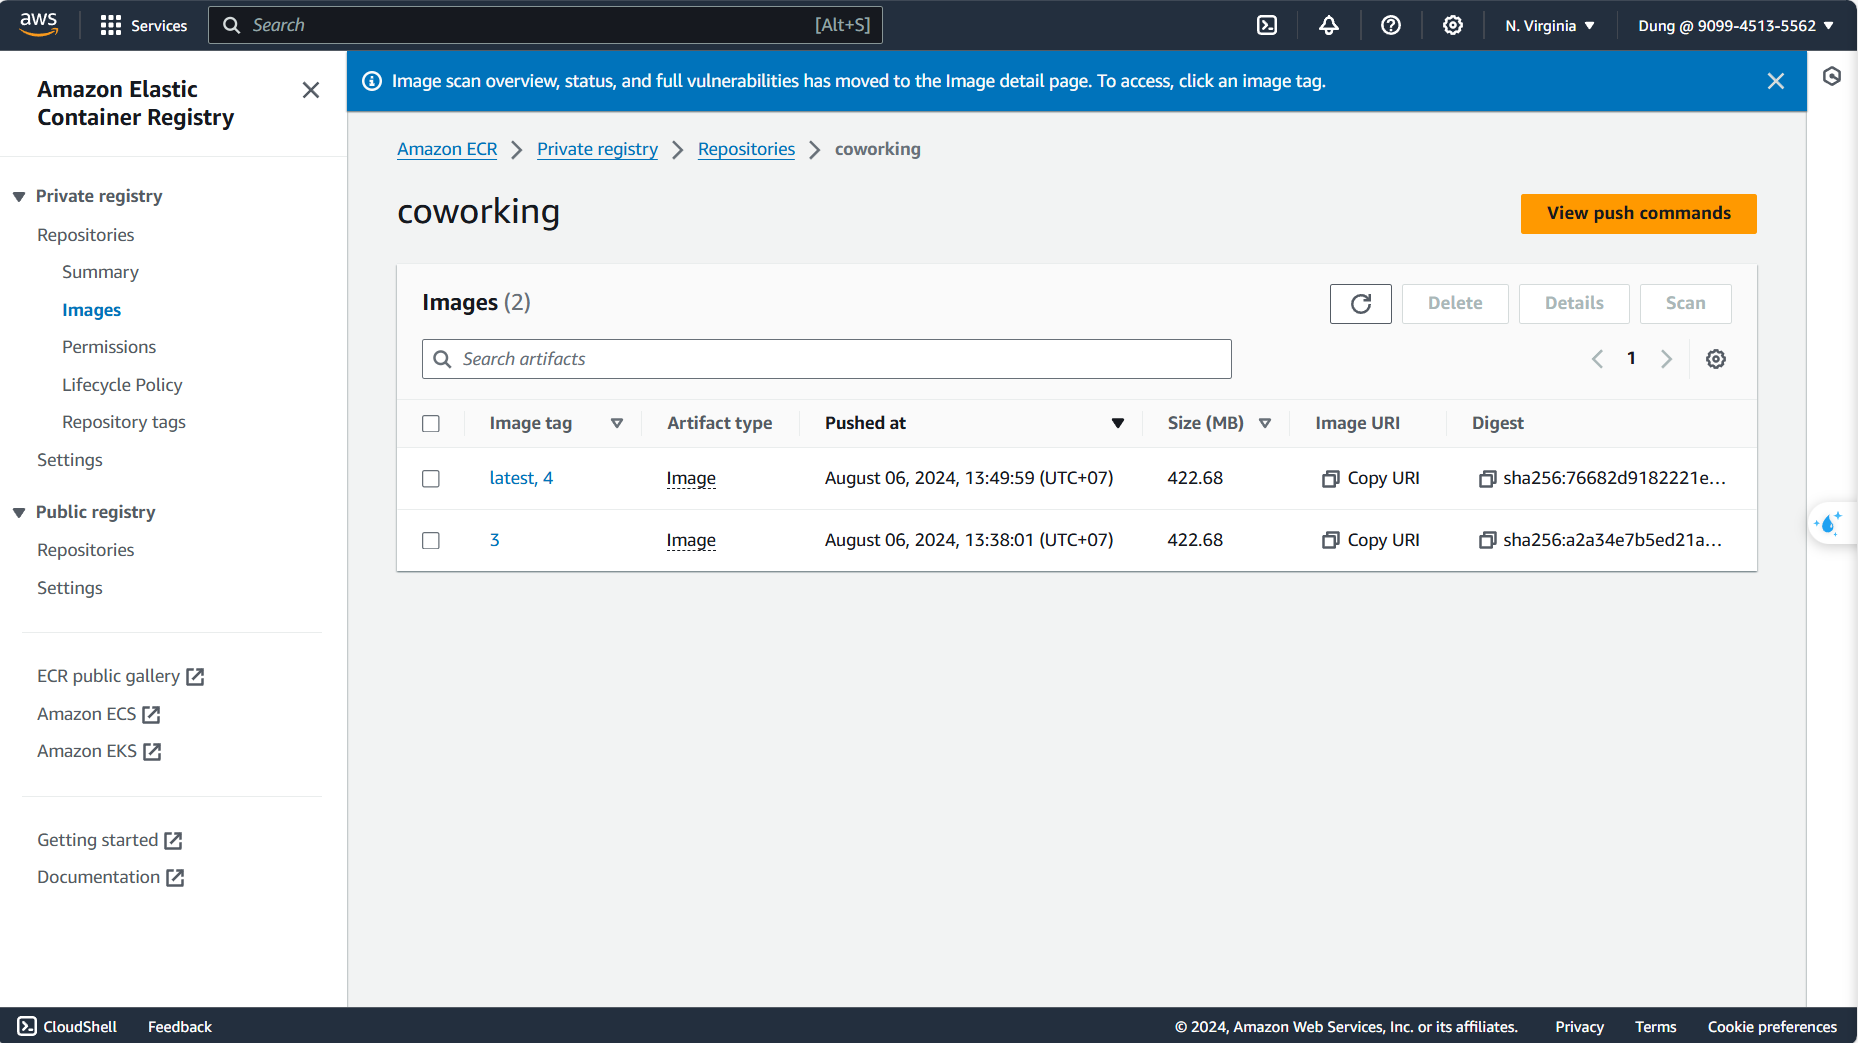 aws
Services
Search
[Alt+S]
N. Virginia
Dung @ 9099-4513-5562
Amazon Elastic
Container Registry
Private registry
Repositories
Summary
Images
Permissions
Lifecycle Policy
Repository tags
Settings
Public registry
Repositories
Settings
ECR public gallery
Amazon ECS
Amazon EKS
Getting started
Documentation
Image scan overview, status, and full vulnerabilities has moved to the Image detail page. To access, click an image tag.
Amazon ECR
Private registry
Repositories
coworking
coworking
View push commands
Images (2)
Delete
Details
Scan
Search artifacts
1
Image tag
Artifact type
Pushed at
Size (MB)
Image URI
Digest
latest, 4
Image
August 06, 2024, 13:49:59 (UTC+07)
422.68
Copy URI
sha256:76682d9182221e...
3
Image
August 06, 2024, 13:38:01 (UTC+07)
422.68
Copy URI
sha256:a2a34e7b5ed21a...
CloudShell
Feedback
© 2024, Amazon Web Services, Inc. or its affiliates.
Privacy
Terms
Cookie preferences